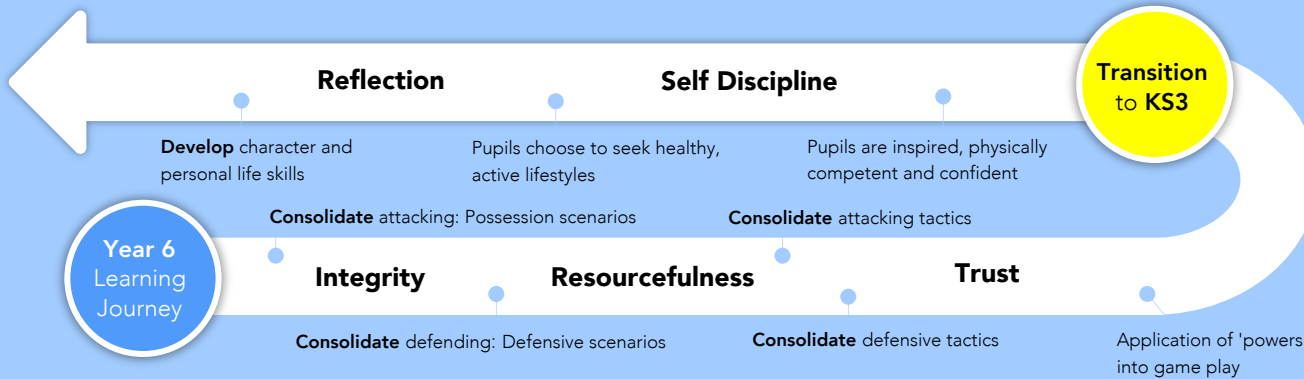 Reflection
Self Discipline
Transition
to KS3
Develop character and
personal life skills
Pupils choose to seek healthy,
active lifestyles
Pupils are inspired, physically
competent and confident
Consolidate attacking: Possession scenarios
Consolidate attacking tactics
Year 6
Learning
Journey
Integrity
Resourcefulness
Trust
Consolidate defending: Defensive scenarios
Consolidate defensive tactics
Application of 'powers
into game play